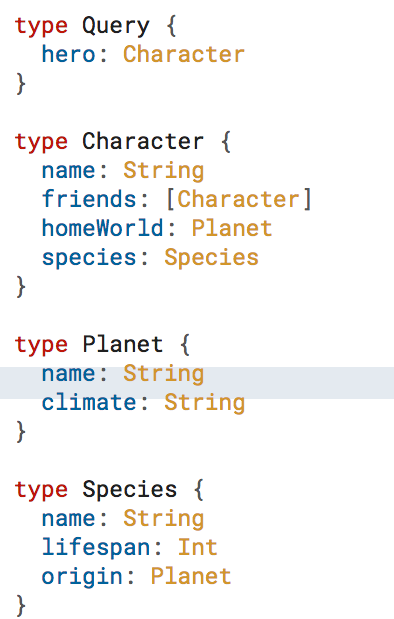 type Query {
  hero: Character
}

type Character {
  name: String
  friends: [Character]
  homeWorld: Planet
  species: Species
}

type Planet {
  name: String
  climate: String
}

type Species {
  name: String
  lifespan: Int
  origin: Planet
}